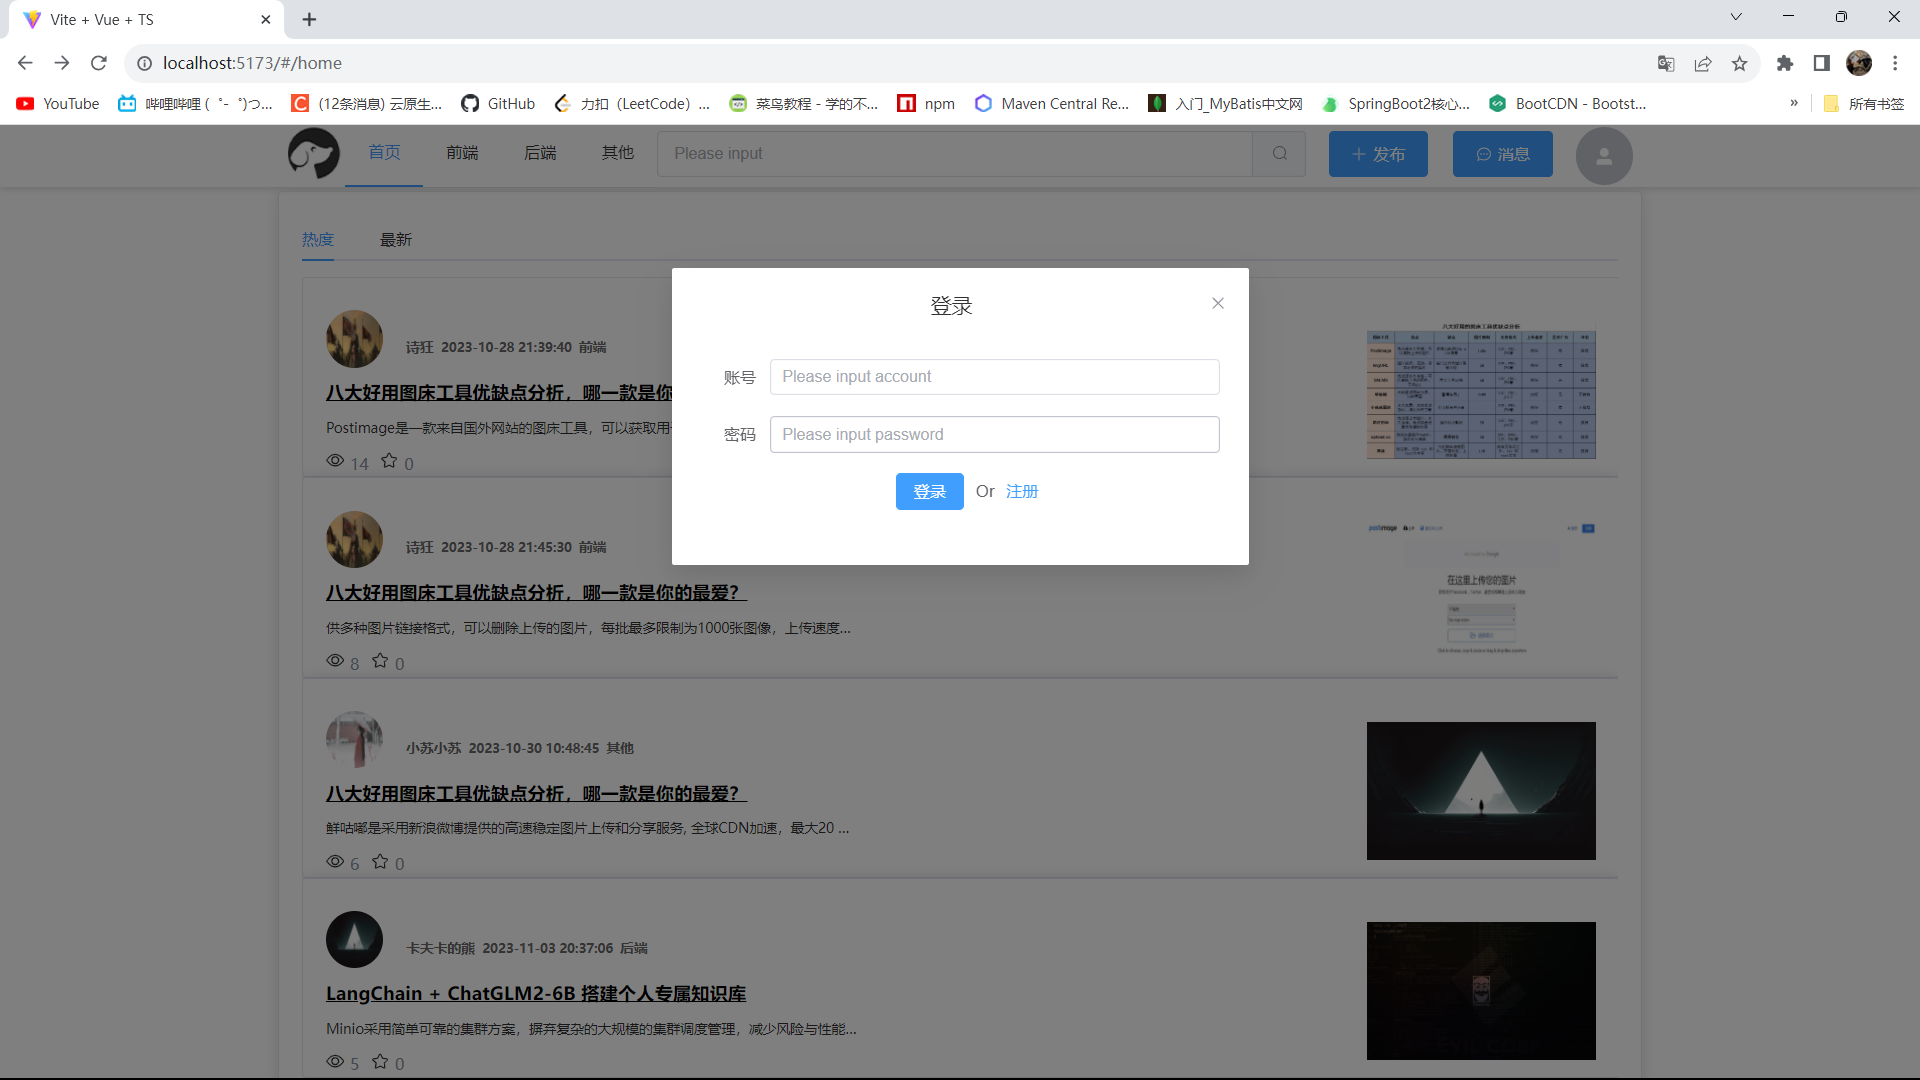 Vite + Vue + TS
localhost:5173/#/home
YouTube
哔哩哔哩 (゜-゜)つ...
(12条消息) 云原生...
GitHub
力扣（LeetCode）...
菜鸟教程 - 学的不...
npm
Maven Central Re...
入门_MyBatis中文网
SpringBoot2核心...
BootCDN - Bootst...
»
所有书签
首页
前端
后端
其他
Please input
发布
消息
热度
最新
登录
账号
Please input account
密码
Please input password
登录 Or 注册
诗狂 2023-10-28 21:39:40 前端
八大好用图床工具优缺点分析，哪一款是你
Postimage是一款来自国外网站的图床工具，可以获取用
14 0
八大好用的图床工具优缺点分析
诗狂 2023-10-28 21:45:30 前端
八大好用图床工具优缺点分析，哪一款是你的最爱？
供多种图片链接格式，可以删除上传的图片，每批最多限制为1000张图像，上传速度...
8 0
postimage
在这里上传您的图片
小苏小苏 2023-10-30 10:48:45 其他
八大好用图床工具优缺点分析，哪一款是你的最爱？
鲜咕嘟是采用新浪微博提供的高速稳定图片上传和分享服务, 全球CDN加速，最大20 ...
6 0
卡夫卡的熊 2023-11-03 20:37:06 后端
LangChain + ChatGLM2-6B 搭建个人专属知识库
Minio采用简单可靠的集群方案，摒弃复杂的大规模的集群调度管理，减少风险与性能...
5 0